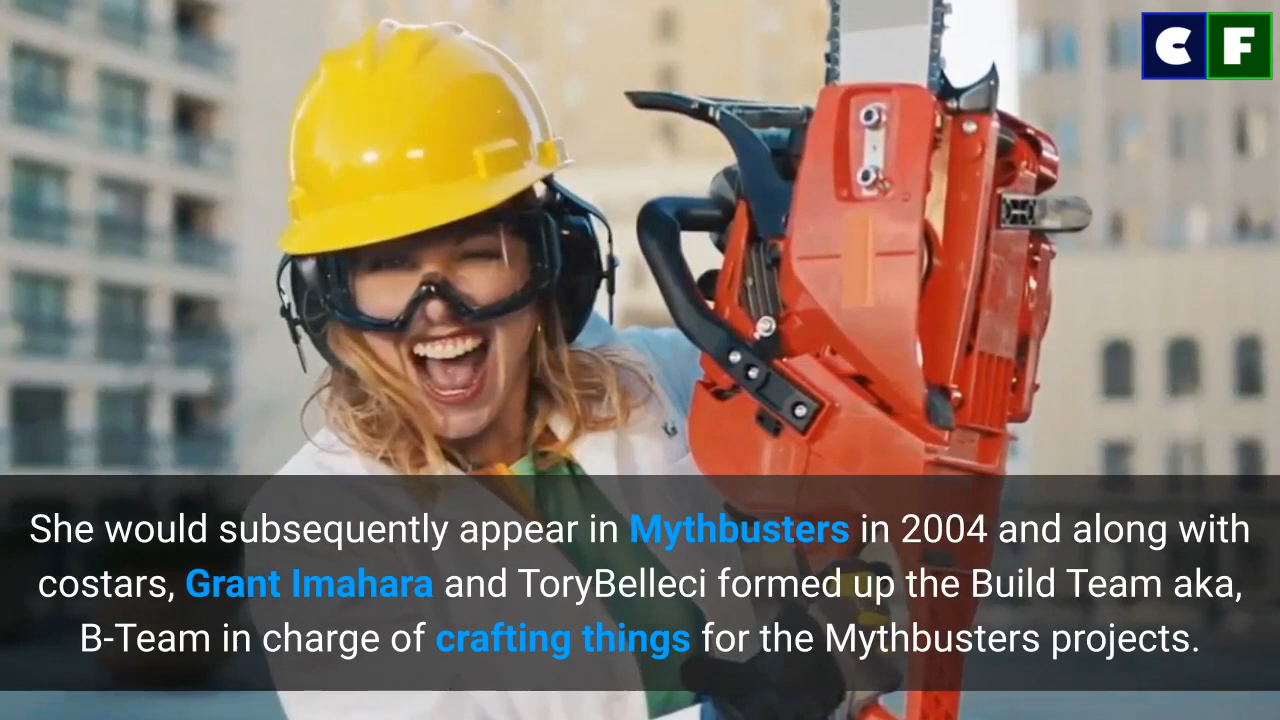 C F
She would subsequently appear in Mythbusters in 2004 and along with
costars, Grant Imahara and ToryBelleci formed up the Build Team aka,
B-Team in charge of crafting things for the Mythbusters projects.